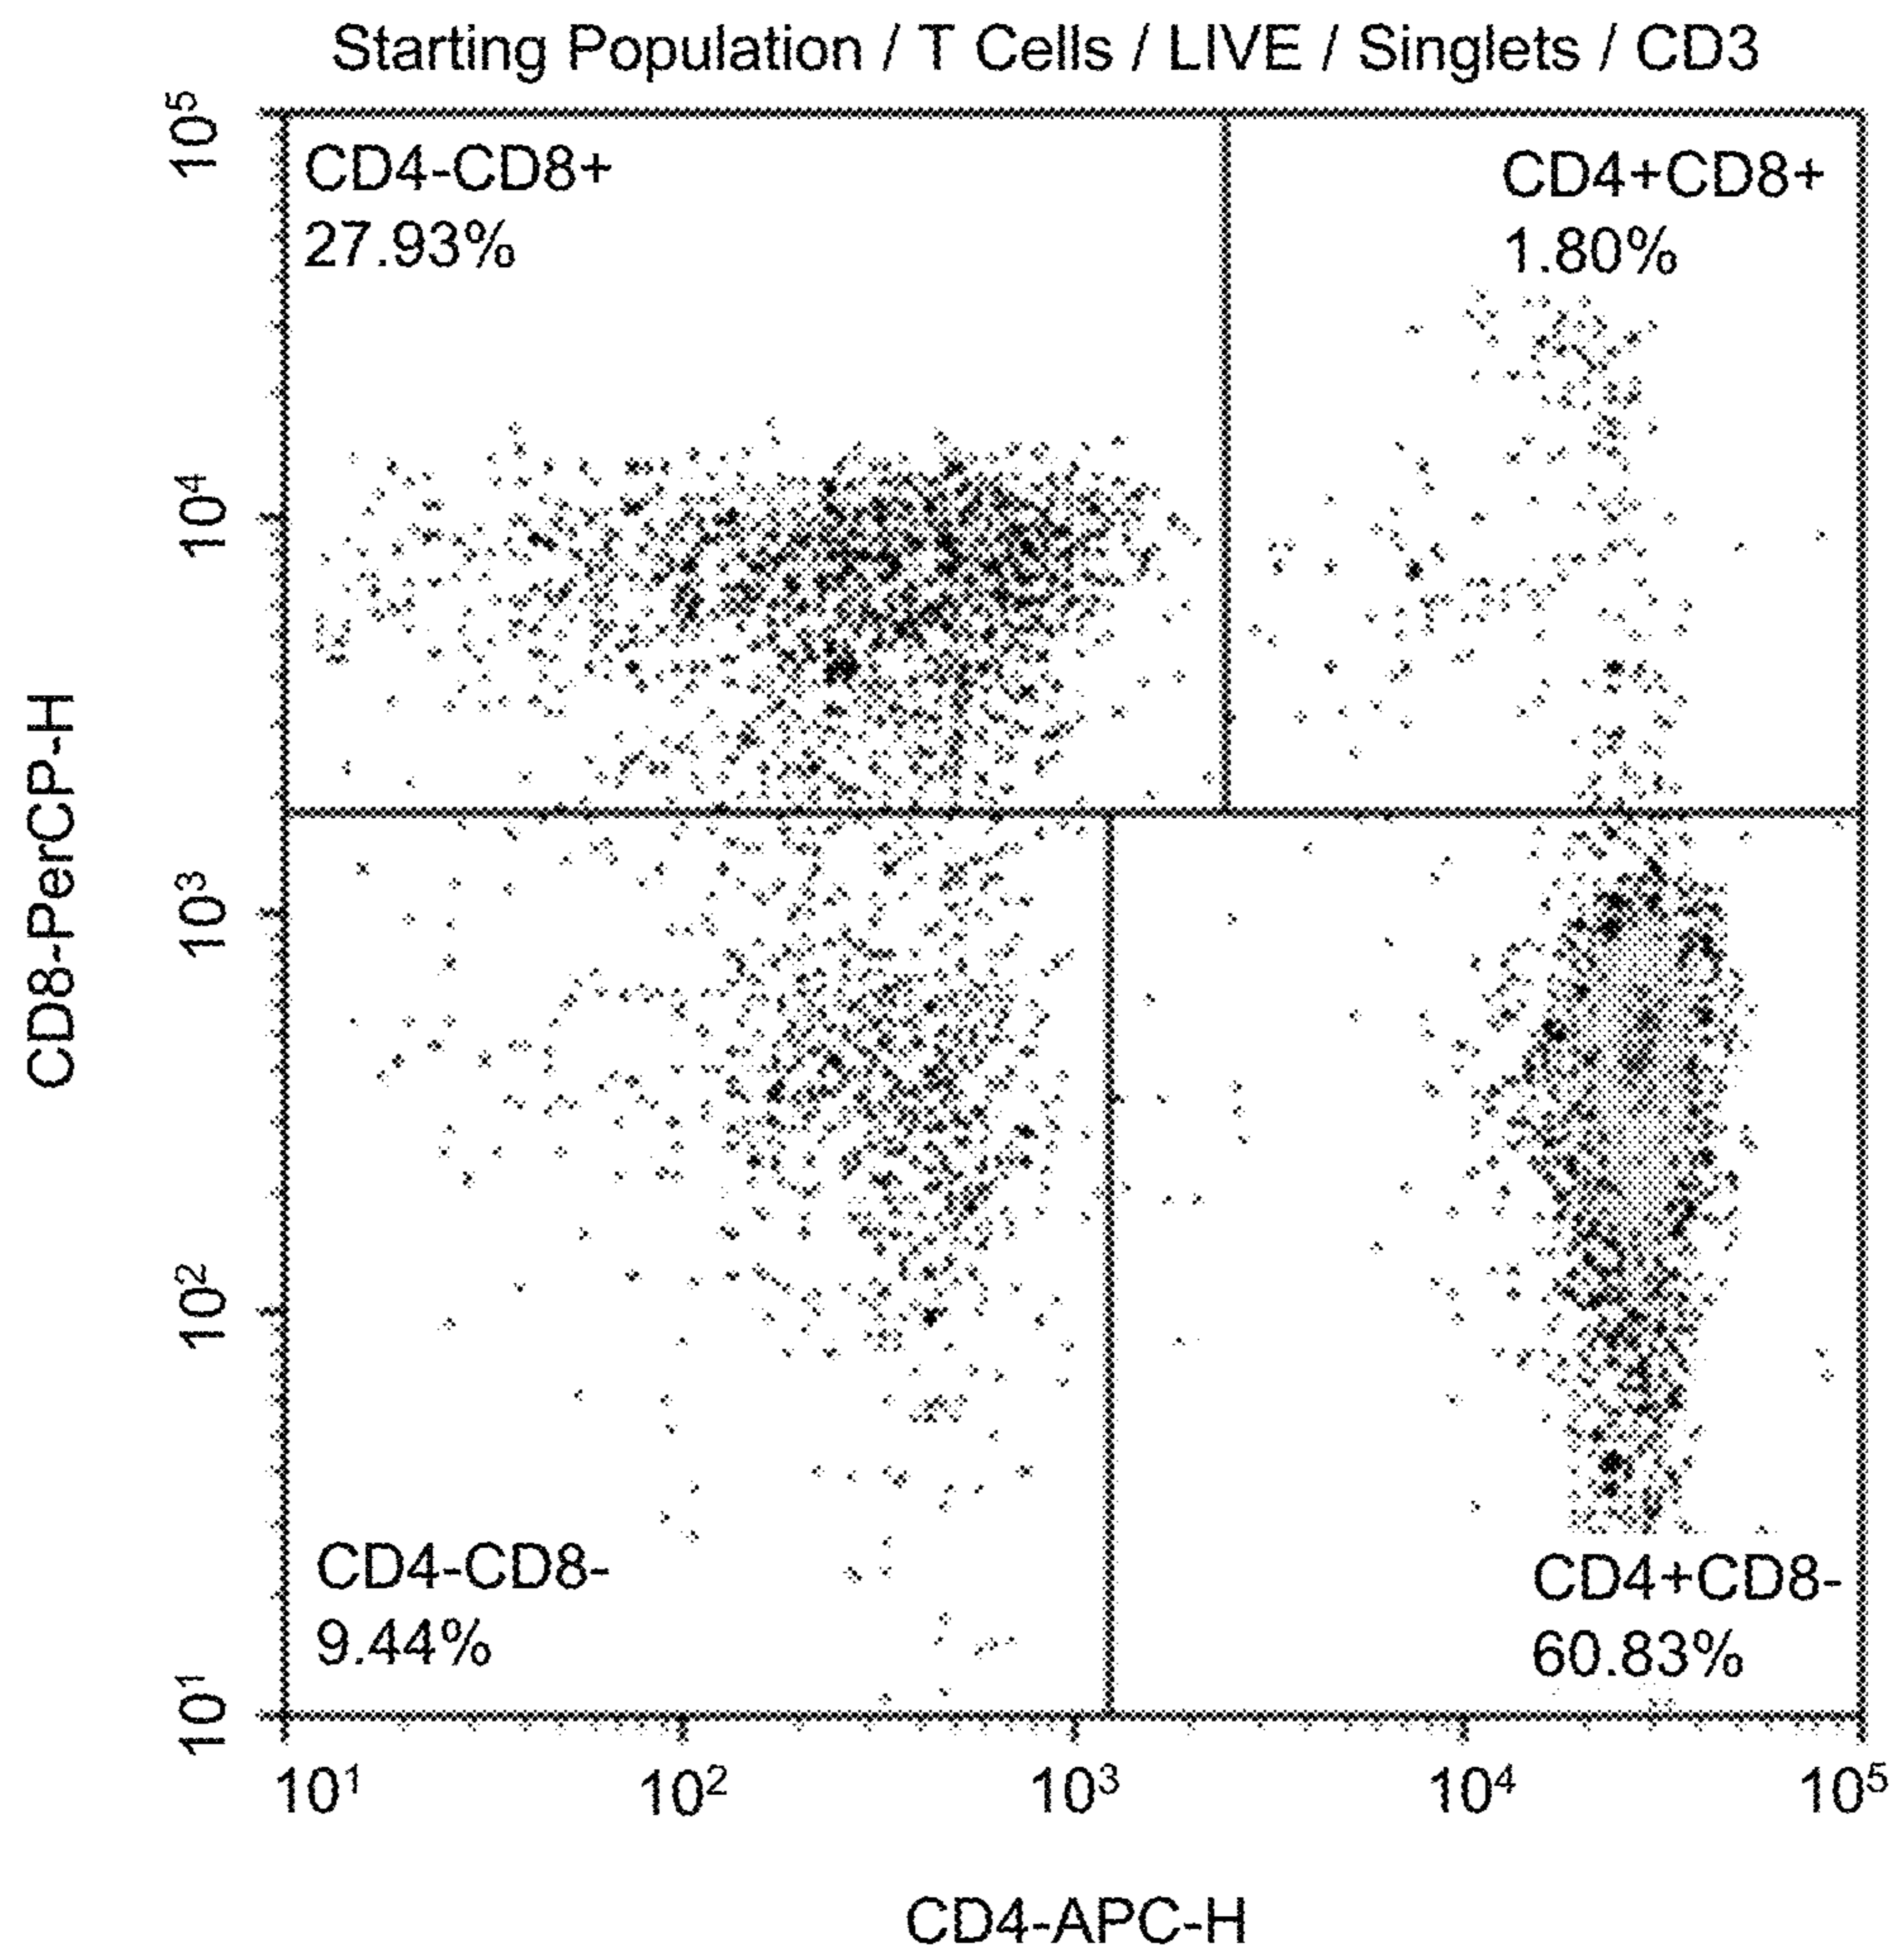 Starting Population / T Cells / LIVE / Singlets / CD3
CD4-CD8+
27.93%
CD4+CD8+
1.80%
CD4-CD8-
9.44%
CD4+CD8-
60.83%
CD8-PerCP-H
10⁵
10⁴
10³
10²
10¹
10¹
10²
10³
10⁴
10⁵
CD4-APC-H